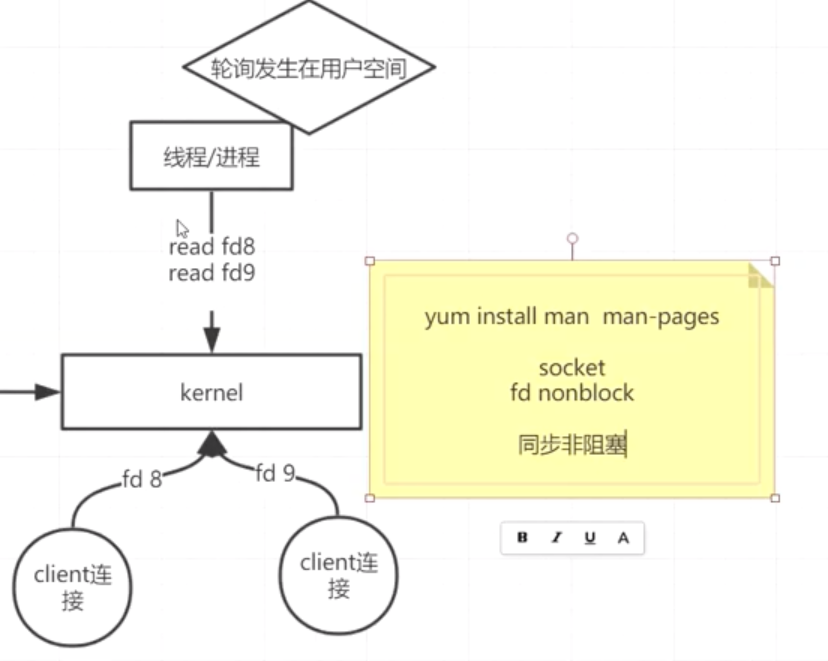 轮询发生在用户空间
线程/进程
read fd8
read fd9
yum install man  man-pages
socket
fd nonblock
同步非阻塞
kernel
fd 8
fd 9
client连
接
client连
接
B I U A